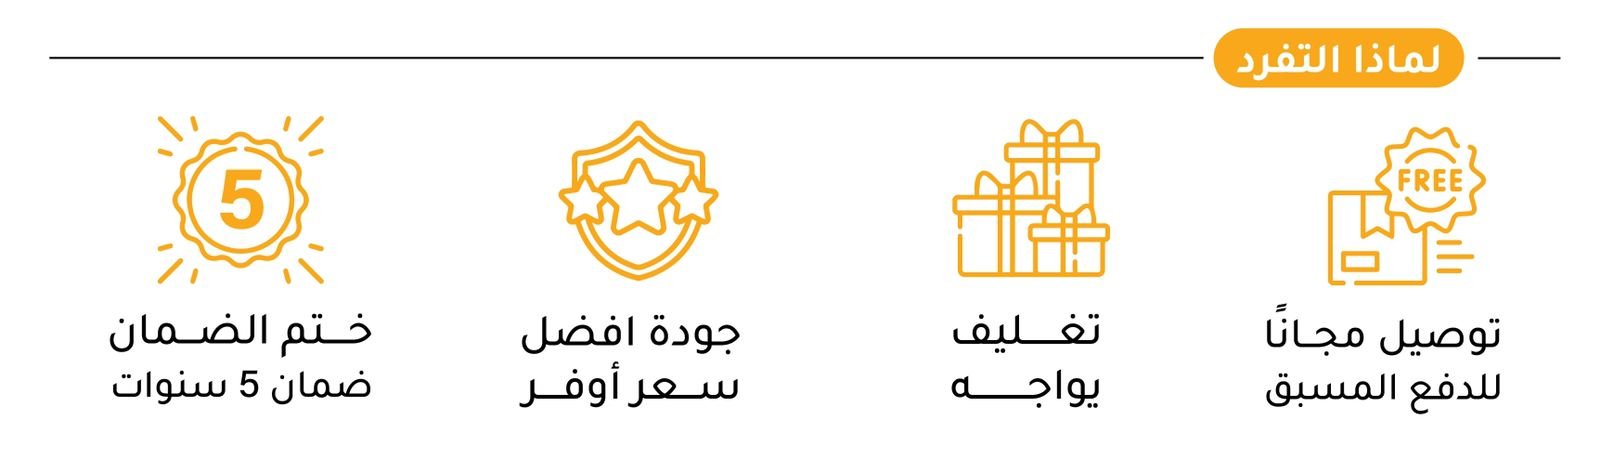 لماذا التفرد
FREE
توصيل مجانًا
للدفع المسبق
تغليف
يواجه
جودة افضل
سعر أوفر
5
ختم الضمان
ضمان 5 سنوات